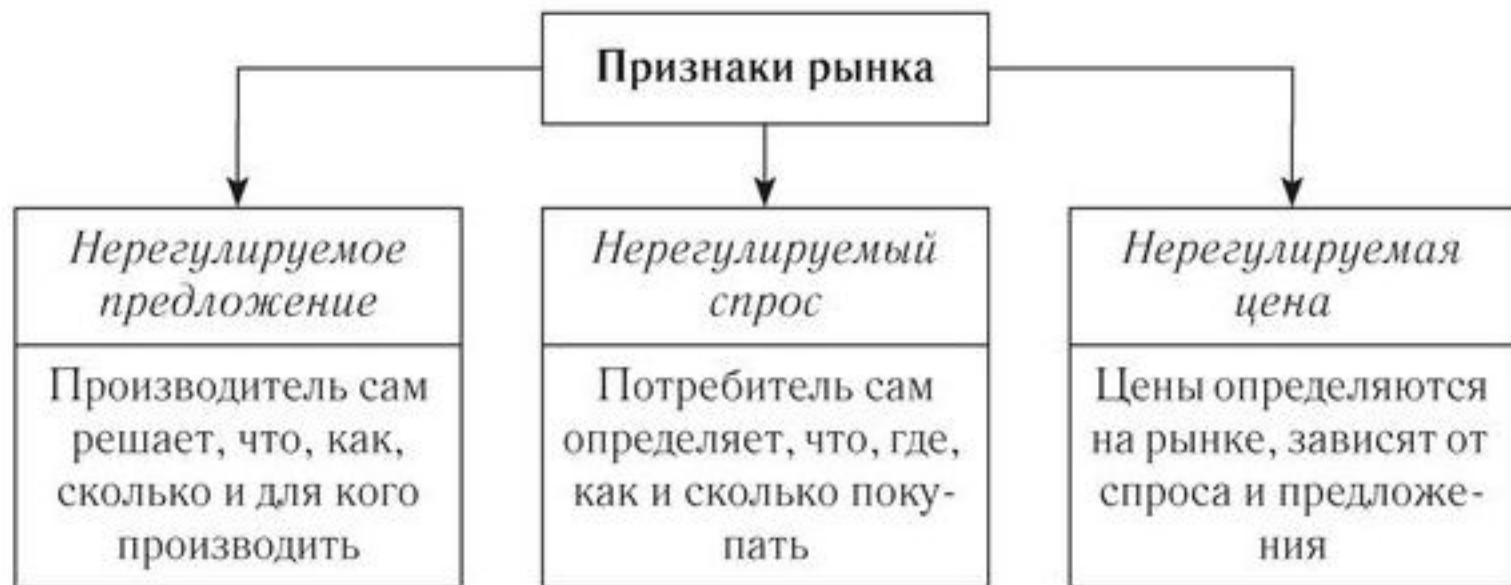 Признаки рынка
Нерегулируемое
предложение
Производитель сам
решает, что, как,
сколько и для кого
производить
Нерегулируемый
спрос
Потребитель сам
определяет, что, где,
как и сколько поку-
пать
Нерегулируемая
цена
Цены определяются
на рынке, зависят от
спроса и предложе-
ния